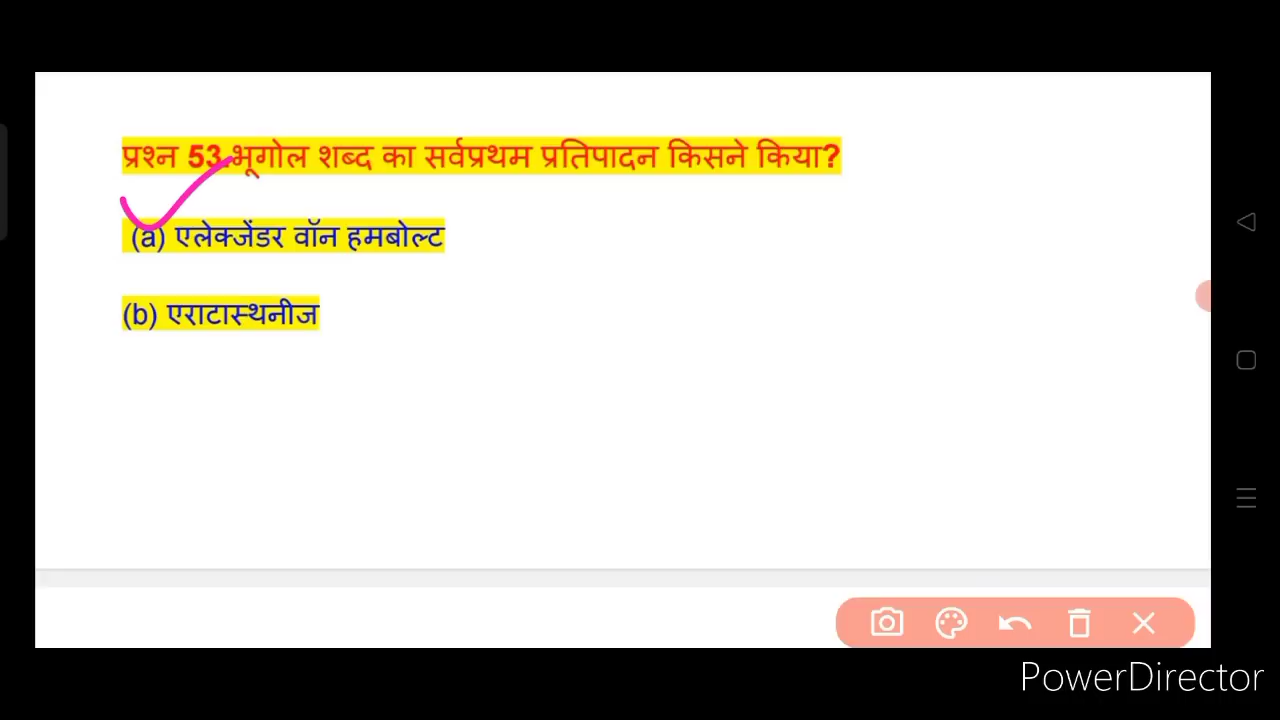 प्रश्न 53.भूगोल शब्द का सर्वप्रथम प्रतिपादन किसने किया?
(a) एलेक्जेंडर वॉन हमबोल्ट
(b) एराटास्थनीज
PowerDirector